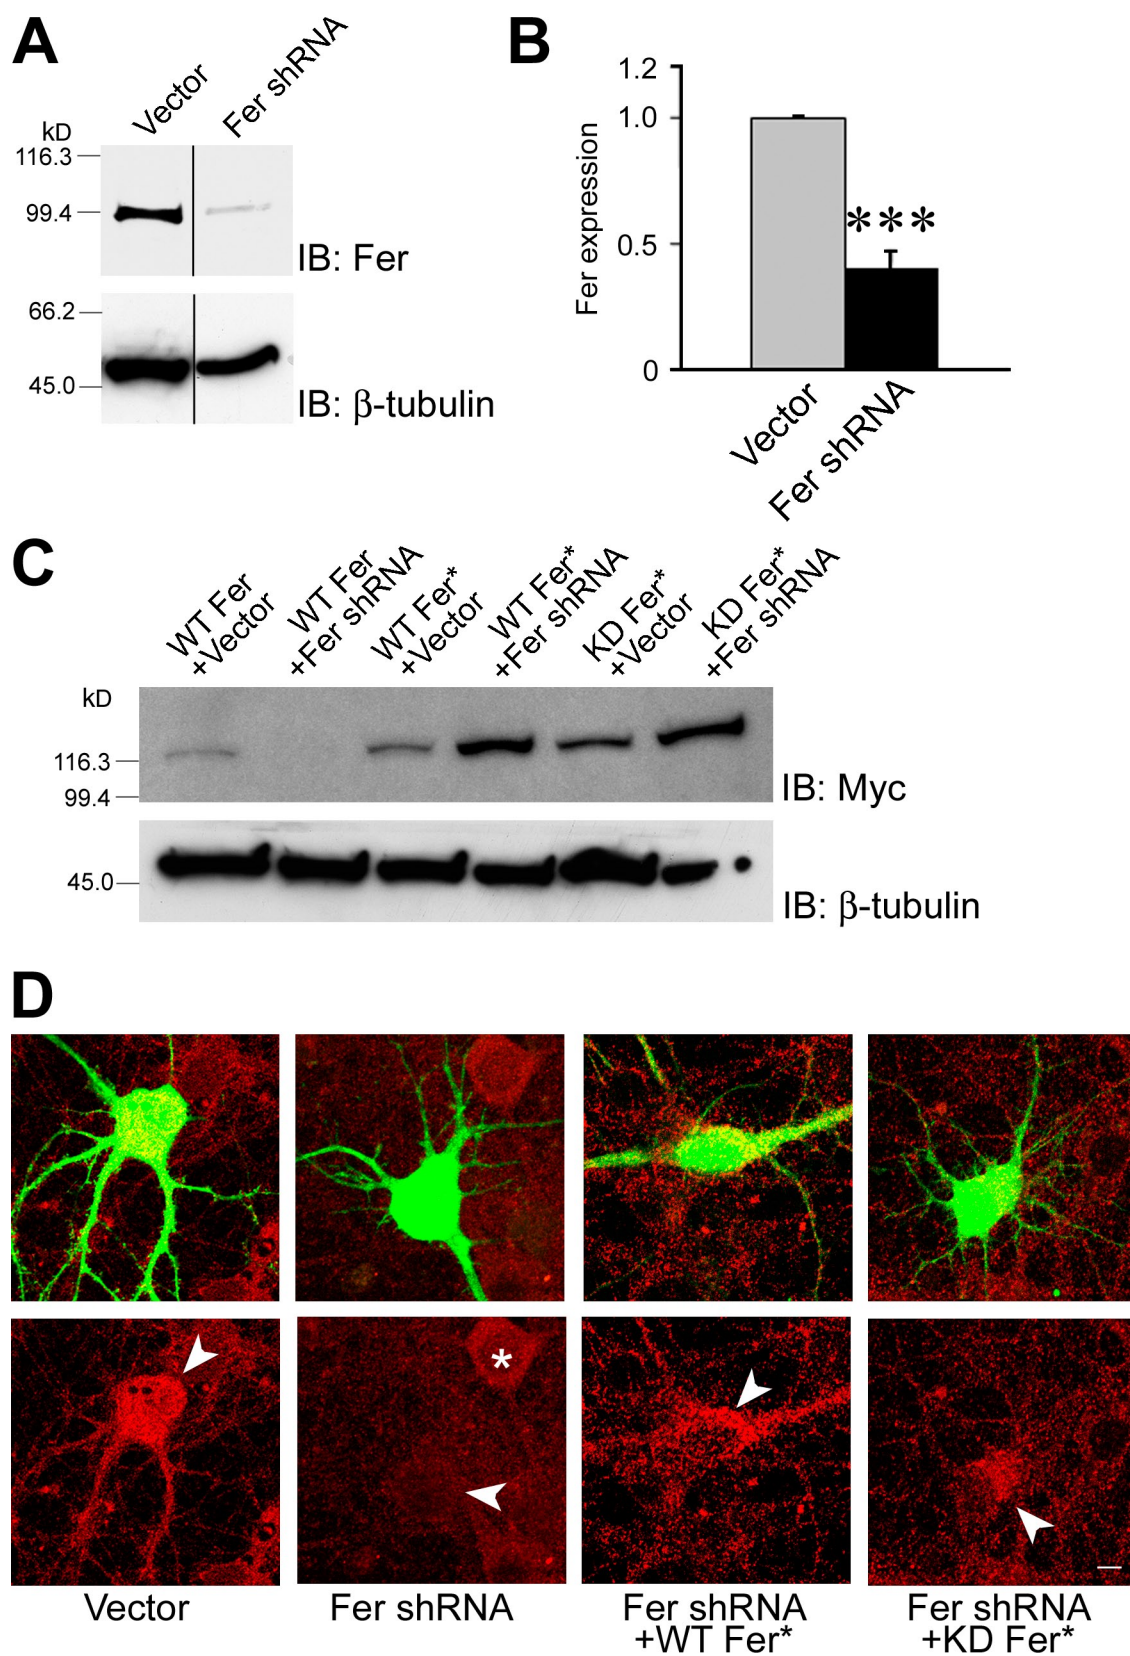 A
Vector
Fer shRNA
kD
116.3
99.4
IB: Fer
66.2
45.0
IB: β-tubulin
B
1.2
1.0
0.5
0
Fer expression
***
Vector
Fer shRNA
C
WT Fer
+Vector
WT Fer
+Fer shRNA
WT Fer*
+Vector
WT Fer*
+Fer shRNA
KD Fer*
+Vector
KD Fer*
+Fer shRNA
kD
116.3
99.4
IB: Myc
45.0
IB: β-tubulin
D
*
Vector
Fer shRNA
Fer shRNA
+WT Fer*
Fer shRNA
+KD Fer*